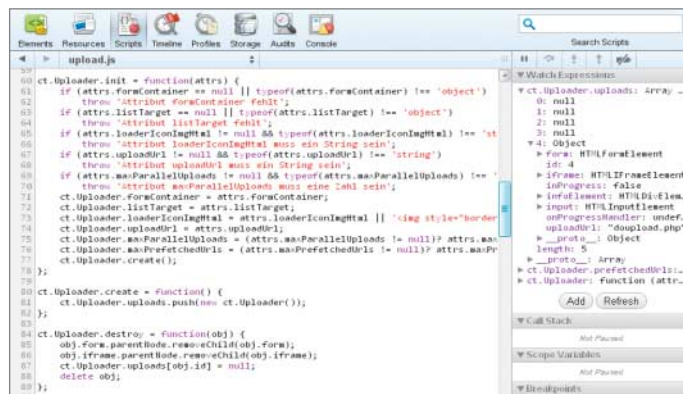 Elements Resources Scripts Timeline Profiles Storage Audits Console
Search Scripts
upload.js
59
60 ct.Uploader.init = function(attrs) {
61 if (attrs.formContainer == null || typeof(attrs.formContainer) !== 'object')
62 throw 'Attribut formContainer fehlt';
63 if (attrs.listTarget == null || typeof(attrs.listTarget) !== 'object')
64 throw 'Attribut listTarget fehlt';
65 if (attrs.loaderIconImgHtml != null && typeof(attrs.loaderIconImgHtml) !== 'st
66 throw 'Attribut loaderIconImgHtml muss ein String sein';
67 if (attrs.uploadUrl != null && typeof(attrs.uploadUrl) !== 'string')
68 throw 'Attribut uploadUrl muss ein String sein';
69 if (attrs.maxParallelUploads != null && typeof(attrs.maxParallelUploads) !== '
70 throw 'Attribut maxParallelUploads muss eine Zahl sein';
71 ct.Uploader.formContainer = attrs.formContainer;
72 ct.Uploader.listTarget = attrs.listTarget;
73 ct.Uploader.loaderIconImgHtml = attrs.loaderIconImgHtml || '<img style="border
74 ct.Uploader.uploadUrl = attrs.uploadUrl;
75 ct.Uploader.maxParallelUploads = (attrs.maxParallelUploads != null)? attrs.max
76 ct.Uploader.maxPrefetchedUrls = (attrs.maxPrefetchedUrls != null)? attrs.maxP
77 ct.Uploader.create();
78 };
79
80 ct.Uploader.create = function() {
81 ct.Uploader.uploads.push(new ct.Uploader());
82 };
83
84 ct.Uploader.destroy = function(obj) {
85 obj.form.parentNode.removeChild(obj.form);
86 obj.iframe.parentNode.removeChild(obj.iframe);
87 ct.Uploader.uploads[obj.id] = null;
88 delete obj;
89 };
Watch Expressions
ct.Uploader.uploads: Array …
0: null
1: null
2: null
3: null
4: Object
form: HTMLFormElement
id: 4
iframe: HTMLIFrameElement
inProgress: false
infoElement: HTMLDivElem…
input: HTMLInputElement
onProgressHandler: undef…
uploadUrl: "doupload.php"
__proto__: Object
length: 5
__proto__: Array
ct.Uploader.prefetchedUrls:…
ct.Uploader: function (attr…
Add Refresh
Call Stack
Not Paused
Scope Variables
Not Paused
Breakpoints